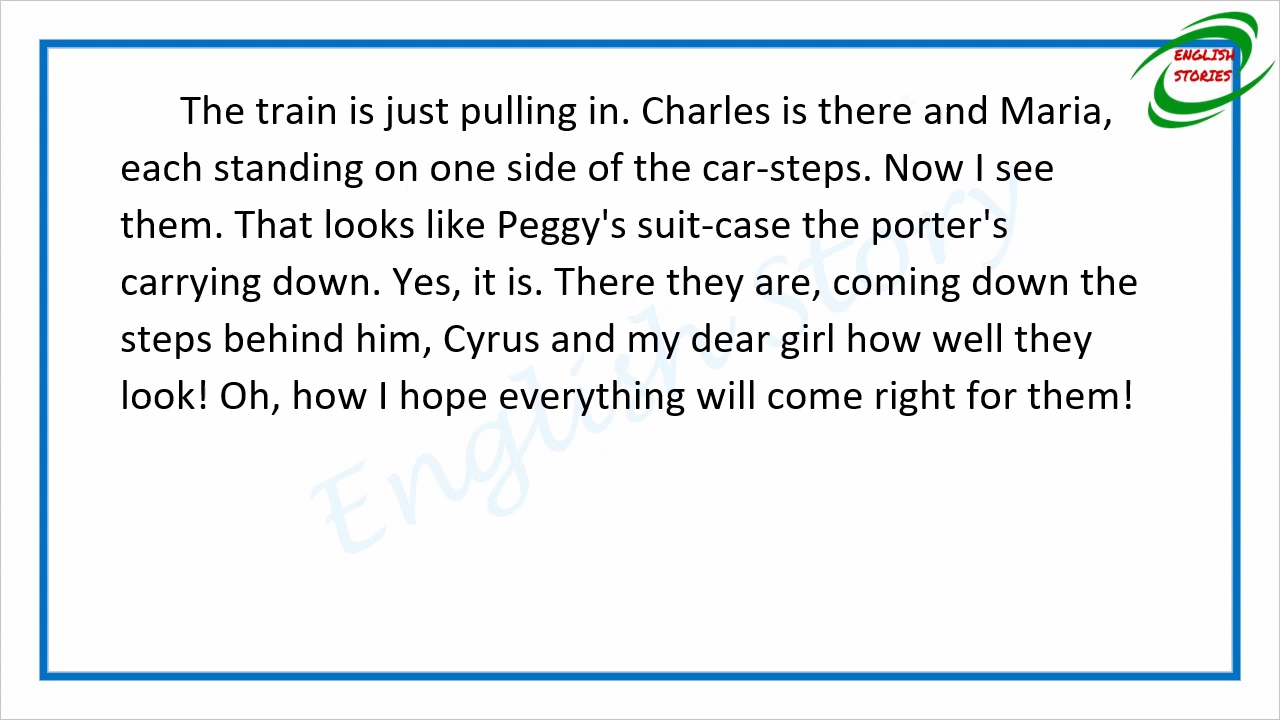 ENGLISH
STORIES
The train is just pulling in. Charles is there and Maria,
each standing on one side of the car-steps. Now I see
them. That looks like Peggy's suit-case the porter's
carrying down. Yes, it is. There they are, coming down the
steps behind him, Cyrus and my dear girl how well they
look! Oh, how I hope everything will come right for them!
English Story